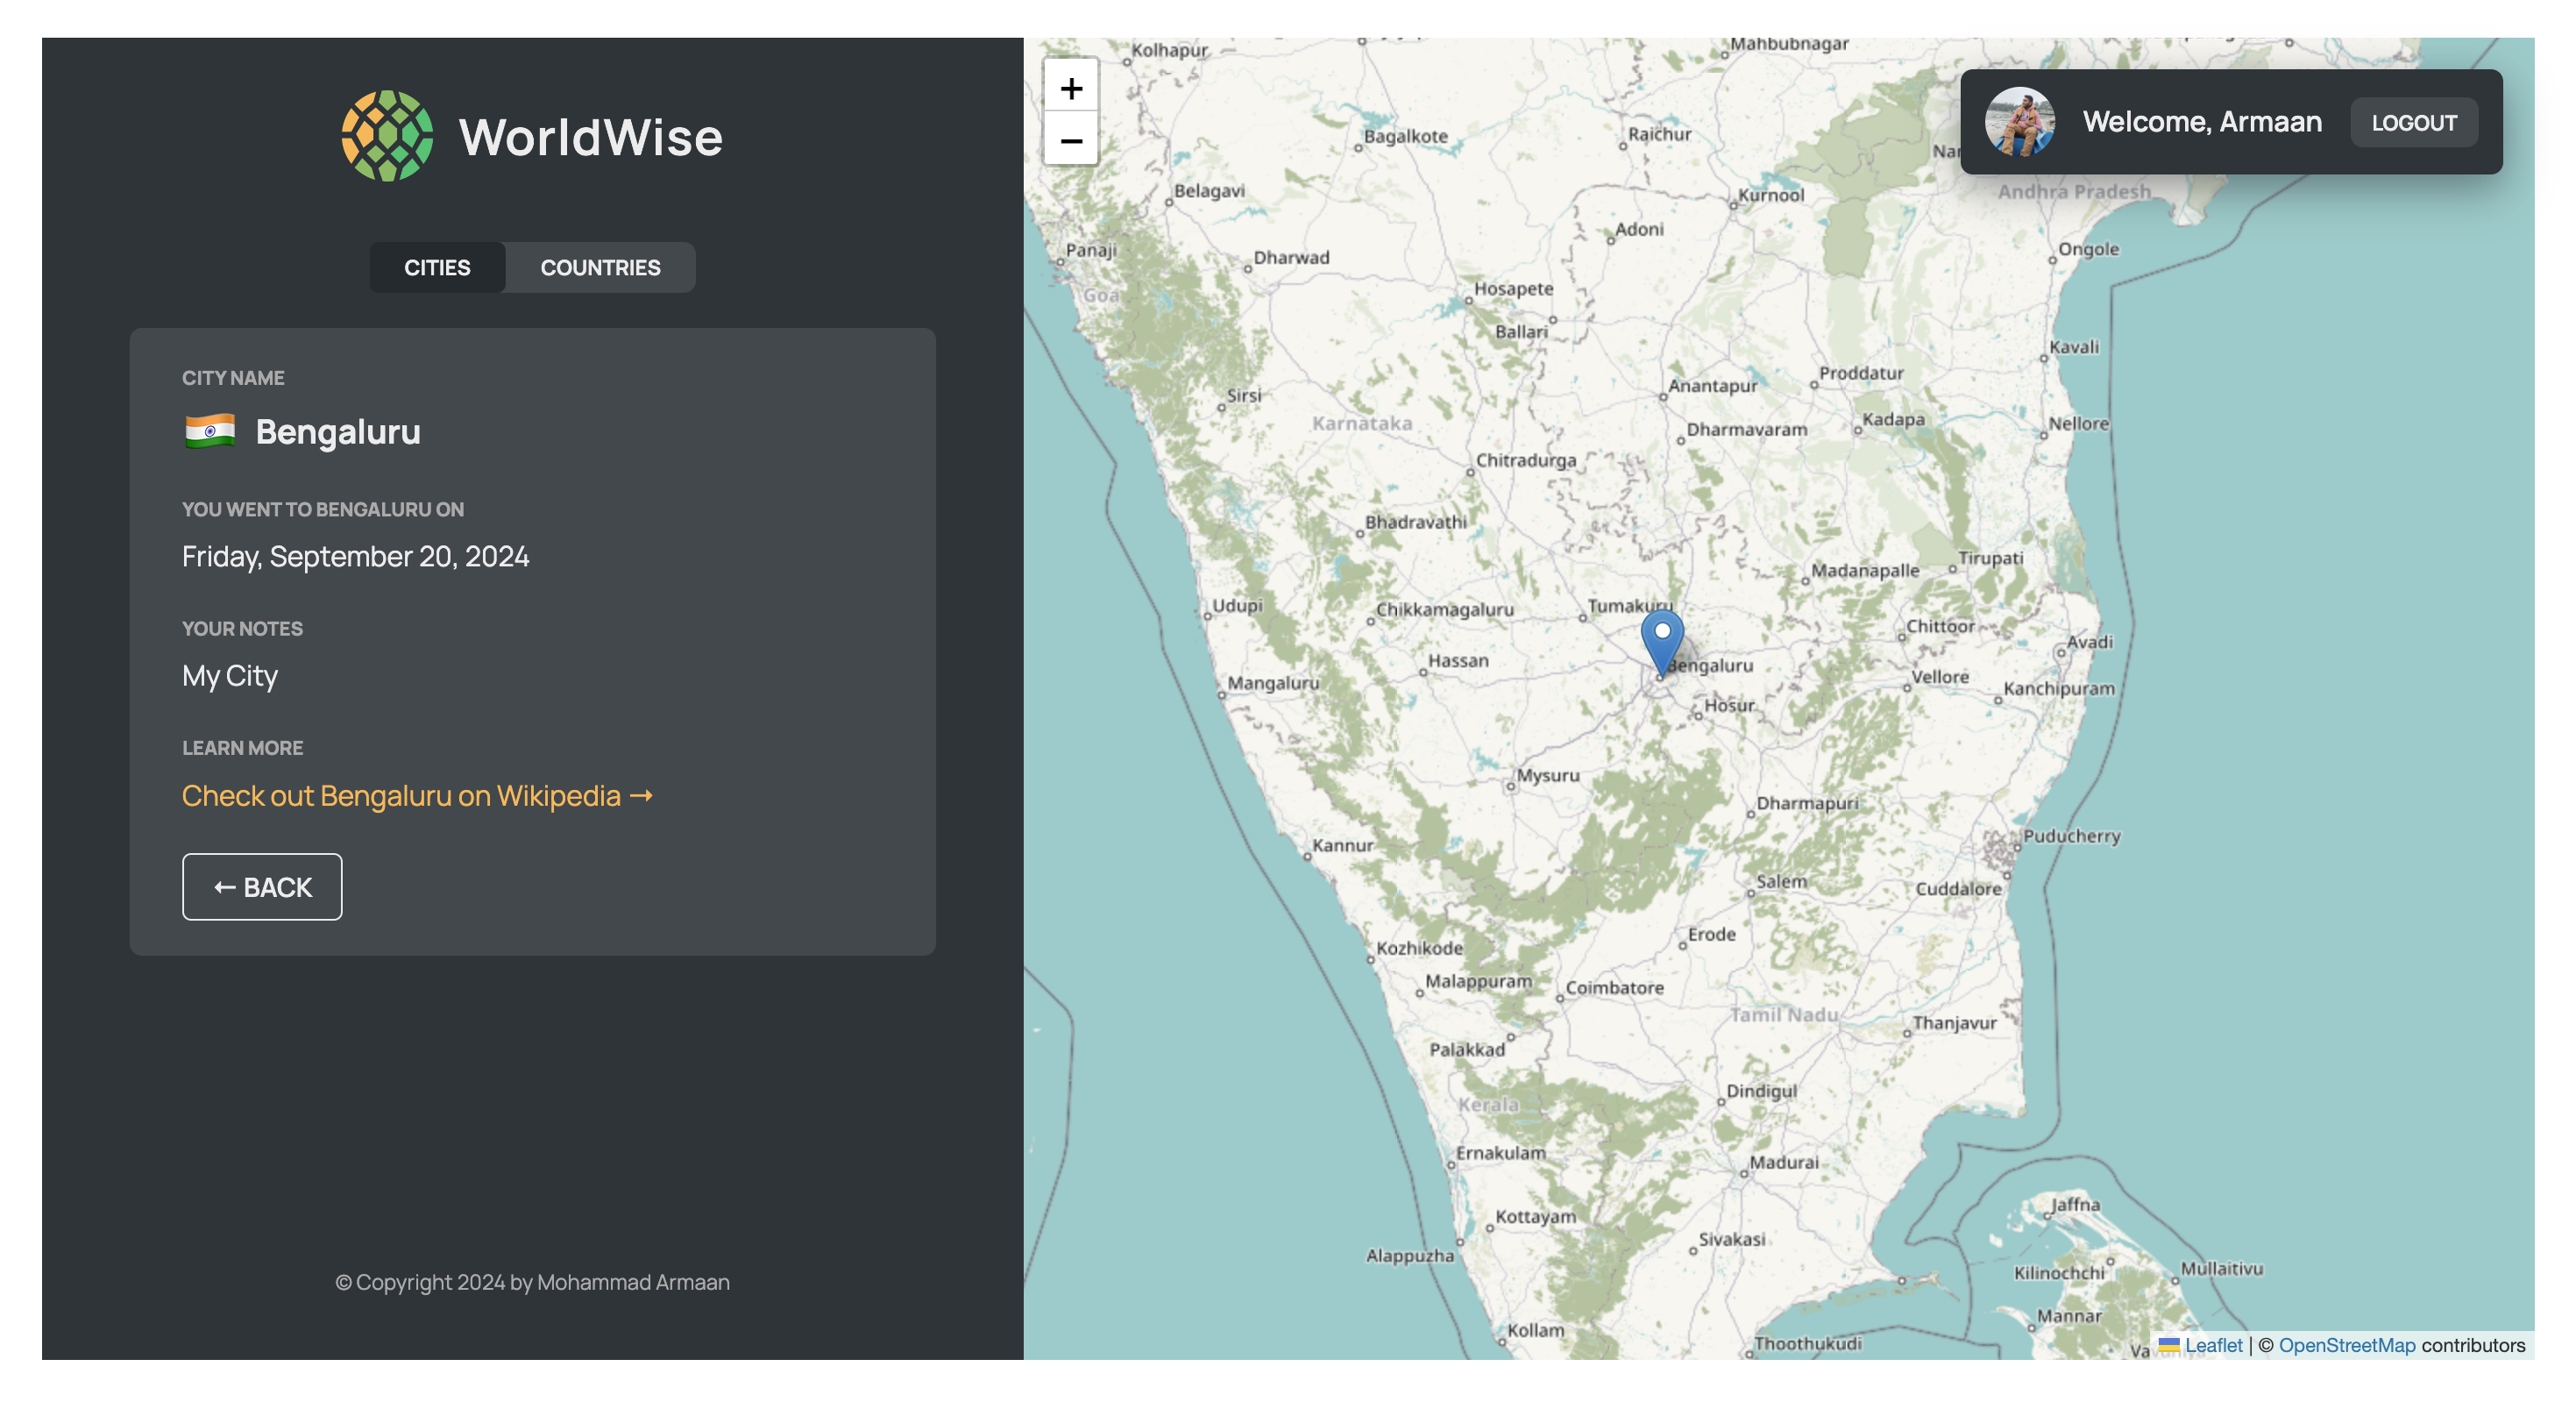 WorldWise
CITIES COUNTRIES
CITY NAME
Bengaluru
YOU WENT TO BENGALURU ON
Friday, September 20, 2024
YOUR NOTES
My City
LEARN MORE
Check out Bengaluru on Wikipedia →
← BACK
© Copyright 2024 by Mohammad Armaan
+
−
Welcome, Armaan LOGOUT
Kolhapur
Mahbubnagar
Bagalkote
Raichur
Belagavi
Kurnool
Andhra Pradesh
Adoni
Panaji
Dharwad
Ongole
Goa
Hosapete
Ballari
Kavali
Proddatur
Anantapur
Sirsi
Karnataka
Kadapa
Nellore
Dharmavaram
Chitradurga
Bhadravathi
Tirupati
Madanapalle
Udupi
Chikkamagaluru
Tumakuru
Chittoor
Avadi
Hassan
Bengaluru
Vellore
Mangaluru
Kanchipuram
Hosur
Mysuru
Dharmapuri
Puducherry
Kannur
Salem
Cuddalore
Erode
Kozhikode
Malappuram
Coimbatore
Tamil Nadu
Thanjavur
Palakkad
Dindigul
Kerala
Ernakulam
Madurai
Jaffna
Kottayam
Sivakasi
Alappuzha
Kilinochchi
Mullaitivu
Mannar
Kollam
Thoothukudi
Leaflet | © OpenStreetMap contributors